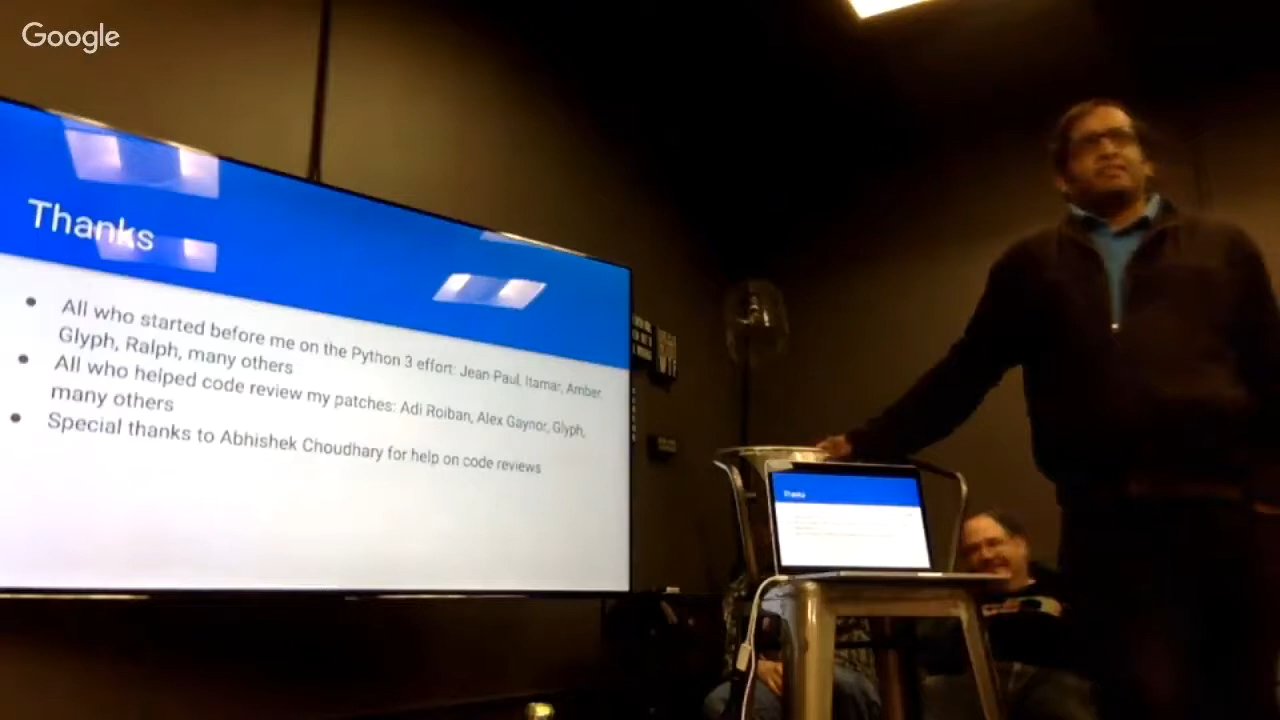 Google
Thanks
All who started before me on the Python 3 effort: Jean-Paul, Itamar, Amber,
Glyph, Ralph, many others
All who helped code review my patches: Adi Roiban, Alex Gaynor, Glyph,
many others
Special thanks to Abhishek Choudhary for help on code reviews
Thanks